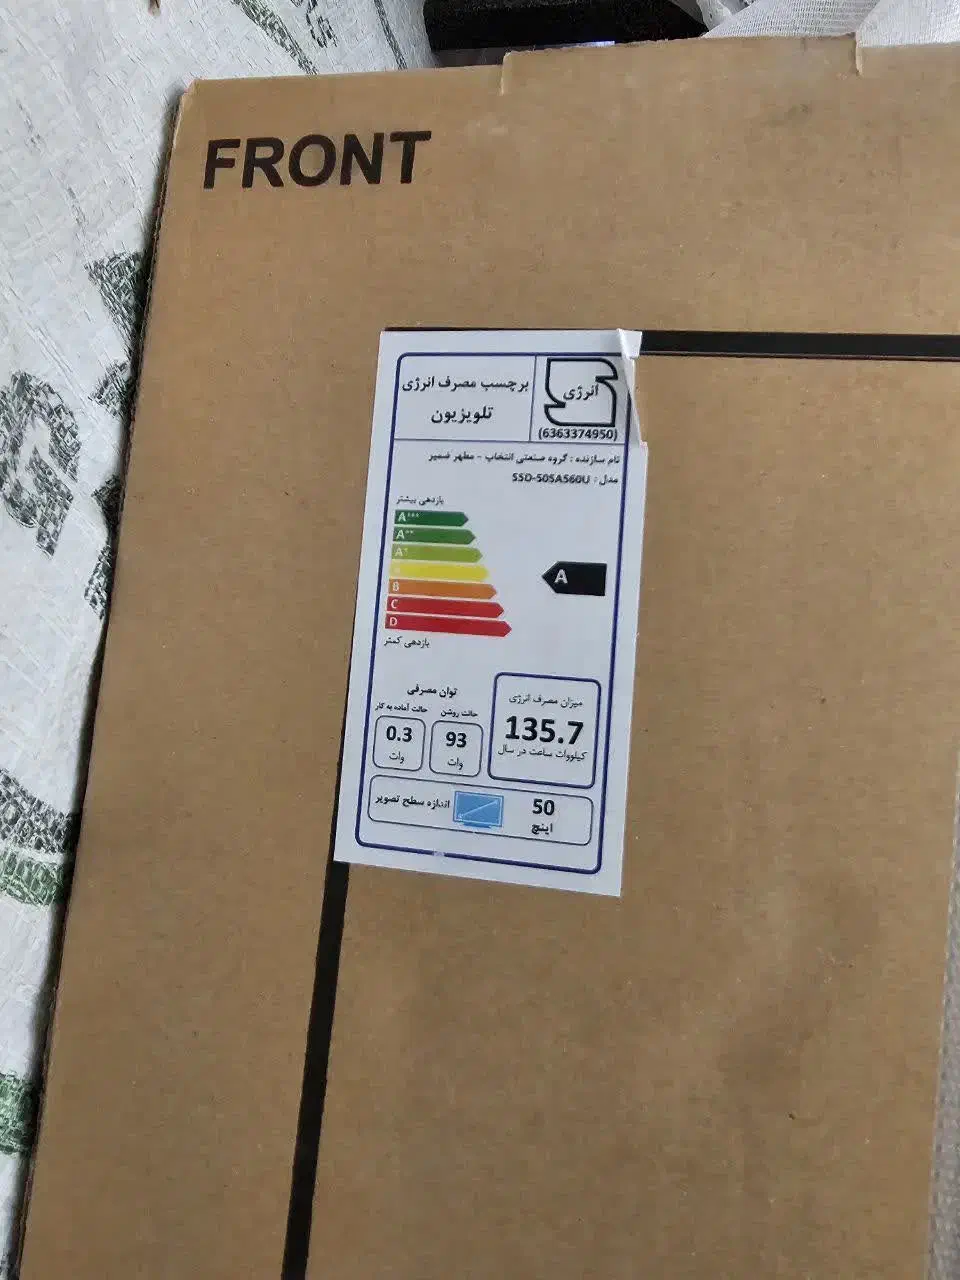 FRONT
برچسب مصرف انرژی
تلویزیون
انرژی
(6363374950)
نام سازنده : گروه صنعتی انتخاب - مطهر ضمیر
مدل : SSD-50SA560U
بازدهی بیشتر
A+++
A++
A+
A
B
C
D
A
بازدهی کمتر
توان مصرفی
حالت روشن
93
وات
حالت آماده به کار
0.3
وات
میزان مصرف انرژی
135.7
کیلووات ساعت در سال
اندازه سطح تصویر
50
اینچ